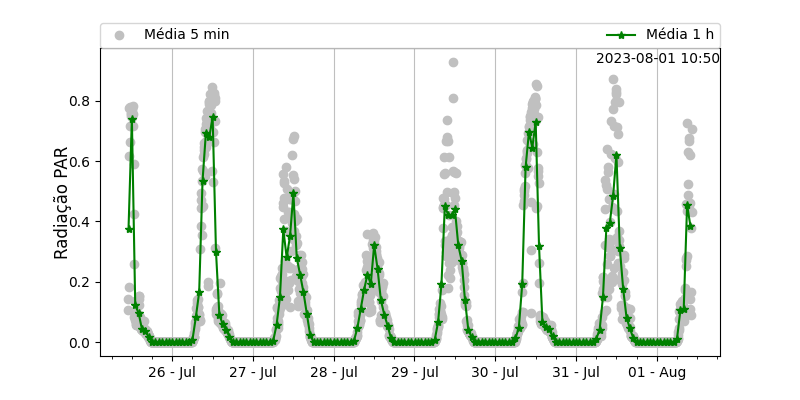 Média 5 min
Média 1 h
2023-08-01 10:50
Radiação PAR
0.8
0.6
0.4
0.2
0.0
26 - Jul
27 - Jul
28 - Jul
29 - Jul
30 - Jul
31 - Jul
01 - Aug